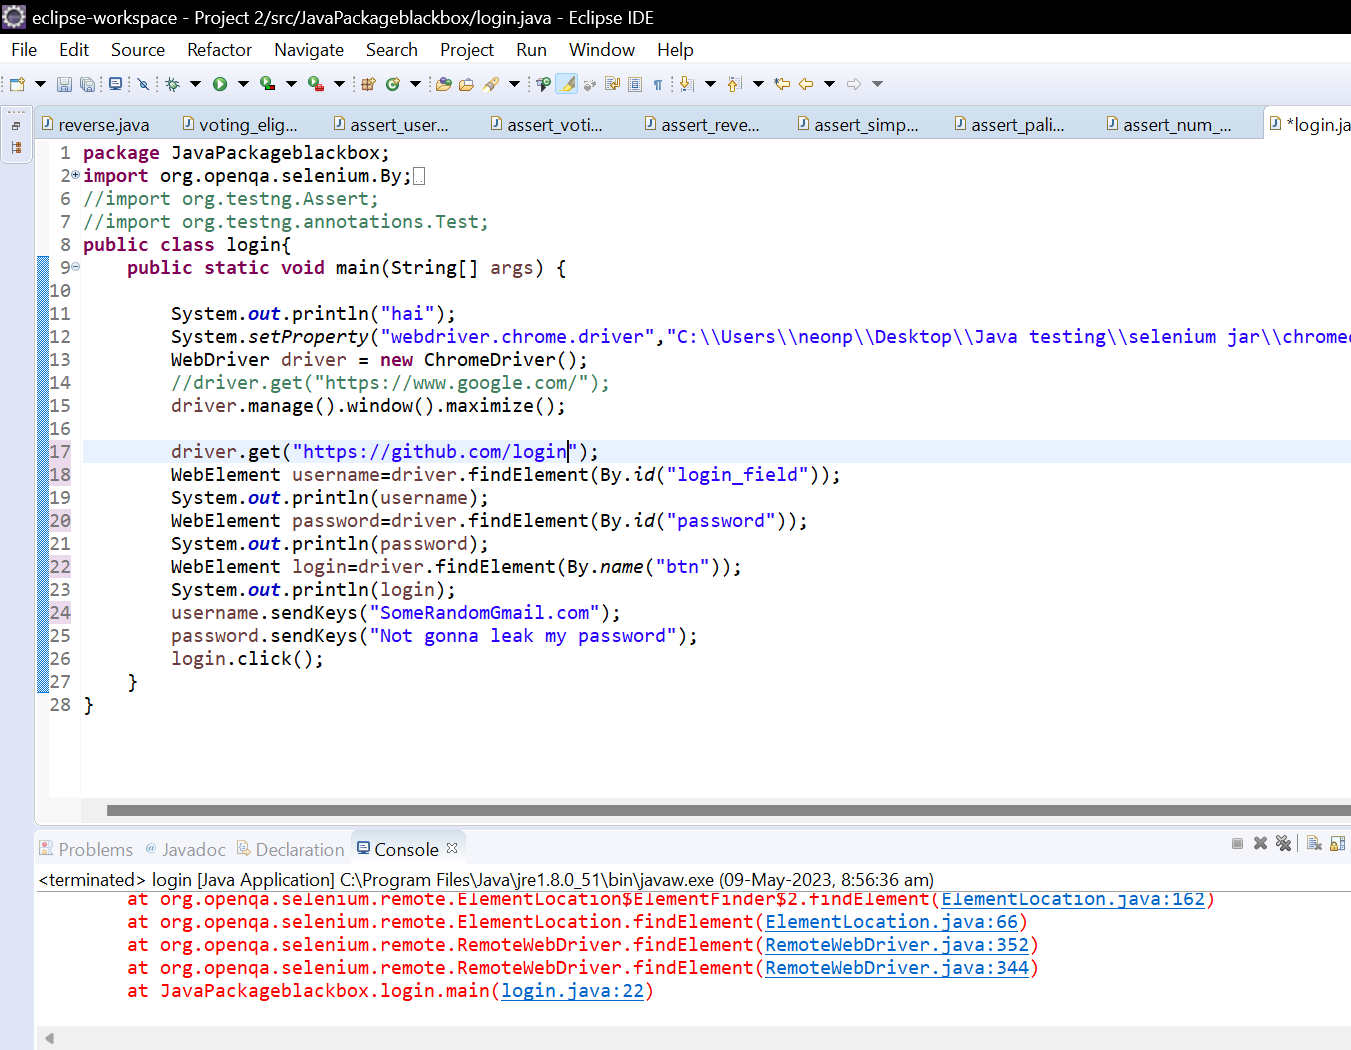 eclipse-workspace - Project 2/src/JavaPackageblackbox/login.java - Eclipse IDE
File Edit Source Refactor Navigate Search Project Run Window Help
reverse.java voting_elig... assert_user... assert_voti... assert_reve... assert_simp... assert_pali... assert_num_... *login.ja
1 package JavaPackageblackbox;
2 import org.openqa.selenium.By;
6 //import org.testng.Assert;
7 //import org.testng.annotations.Test;
8 public class login{
9 public static void main(String[] args) {
10
11 System.out.println("hai");
12 System.setProperty("webdriver.chrome.driver","C:\\Users\\neonp\\Desktop\\Java testing\\selenium jar\\chromed
13 WebDriver driver = new ChromeDriver();
14 //driver.get("https://www.google.com/");
15 driver.manage().window().maximize();
16
17 driver.get("https://github.com/login");
18 WebElement username=driver.findElement(By.id("login_field"));
19 System.out.println(username);
20 WebElement password=driver.findElement(By.id("password"));
21 System.out.println(password);
22 WebElement login=driver.findElement(By.name("btn"));
23 System.out.println(login);
24 username.sendKeys("SomeRandomGmail.com");
25 password.sendKeys("Not gonna leak my password");
26 login.click();
27 }
28 }
Problems Javadoc Declaration Console
<terminated> login [Java Application] C:\Program Files\Java\jre1.8.0_51\bin\javaw.exe (09-May-2023, 8:56:36 am)
at org.openqa.selenium.remote.ElementLocation$ElementFinder$2.findElement(ElementLocation.java:162)
at org.openqa.selenium.remote.ElementLocation.findElement(ElementLocation.java:66)
at org.openqa.selenium.remote.RemoteWebDriver.findElement(RemoteWebDriver.java:352)
at org.openqa.selenium.remote.RemoteWebDriver.findElement(RemoteWebDriver.java:344)
at JavaPackageblackbox.login.main(login.java:22)